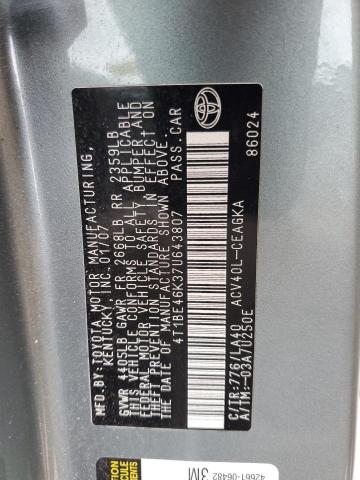 MFD. BY: TOYOTA MOTOR MANUFACTURING,
KENTUCKY, INC. 01/07
GVWR 4405LB GAWR FR 2668LB RR 2359LB
THIS VEHICLE CONFORMS TO ALL APPLICABLE
FEDERAL MOTOR VEHICLE SAFETY, BUMPER AND
THEFT PREVENTION STANDARDS IN EFFECT ON
THE DATE OF MANUFACTURE SHOWN ABOVE.
4T1BE46K37U643807 PASS.CAR
C/TR:776/LA40 ACV40L-CEAGKA
A/TM:-03A/U250E 86024
42661-06482
3M